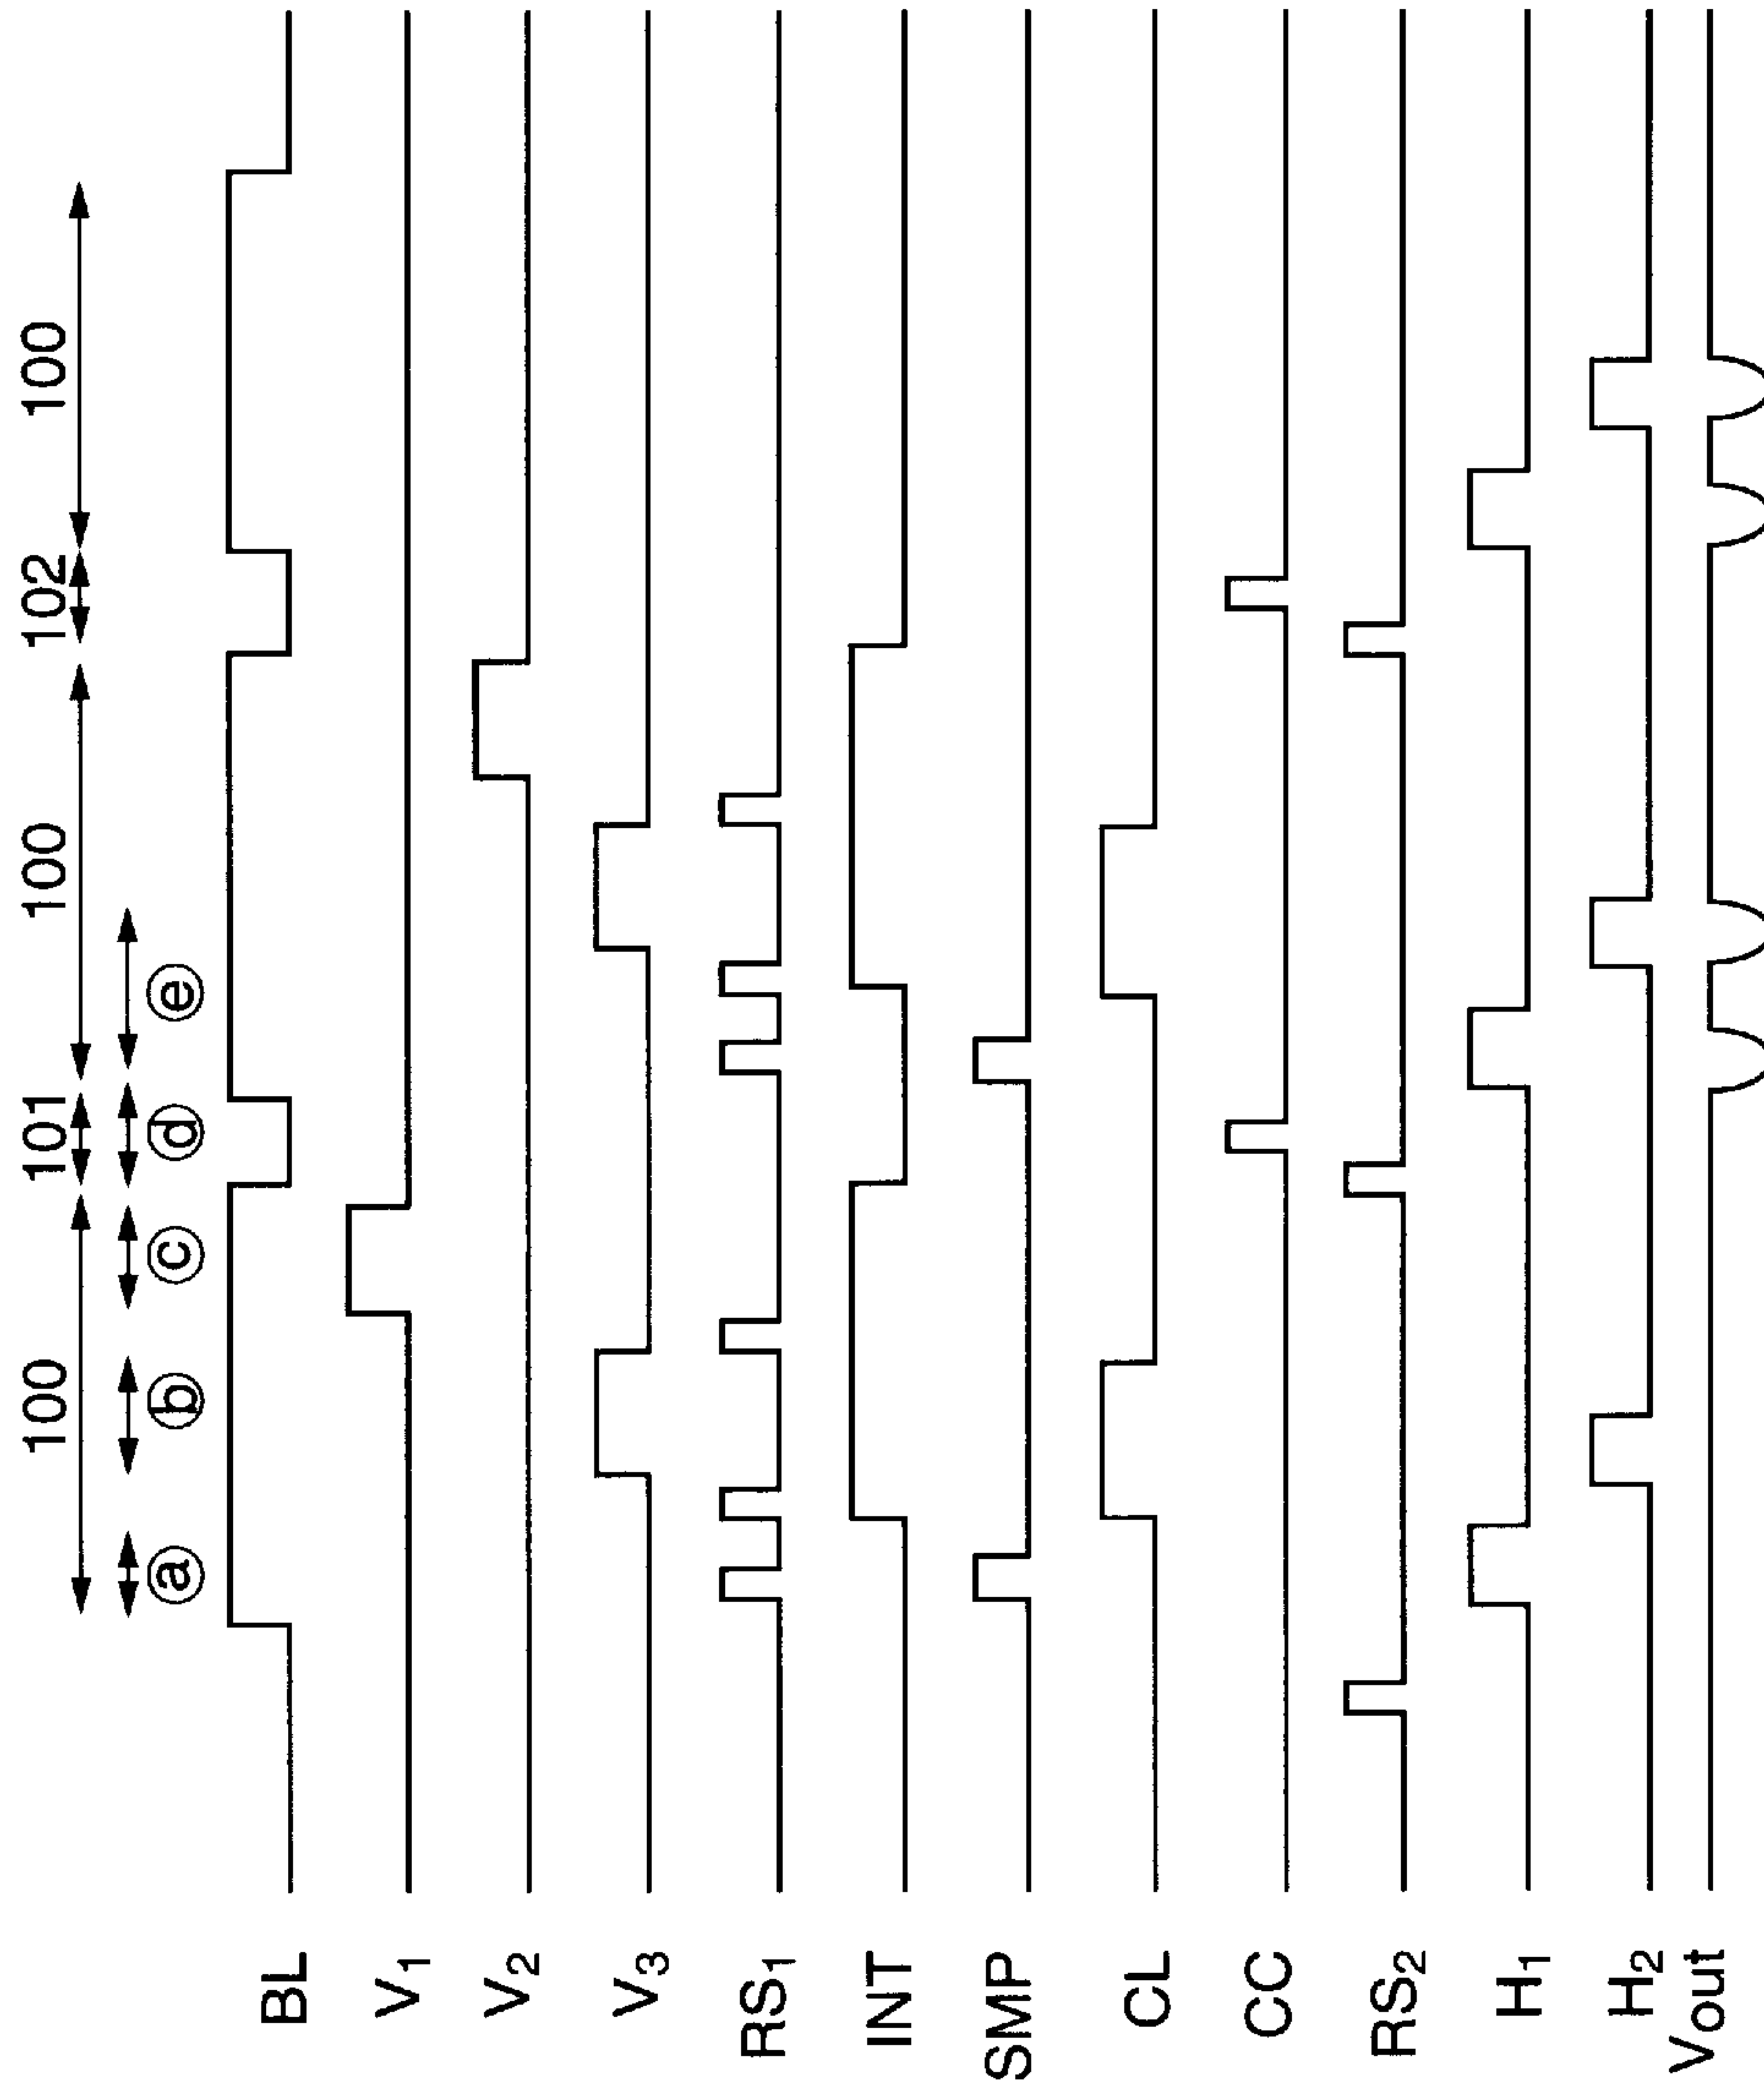 100 101 100 102 100
ⓐ ⓑ ⓒ ⓓ ⓔ
BL
V1
V2
V3
RS1
INT
SMP
CL
CC
RS2
H1
H2
Vout